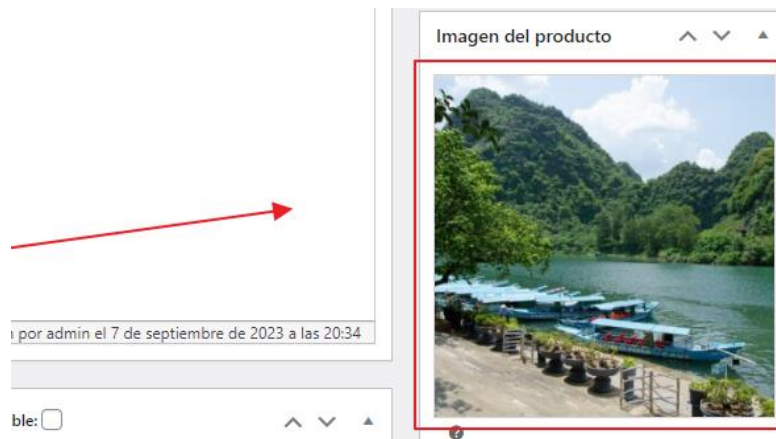 Imagen del producto
por admin el 7 de septiembre de 2023 a las 20:34
ble: